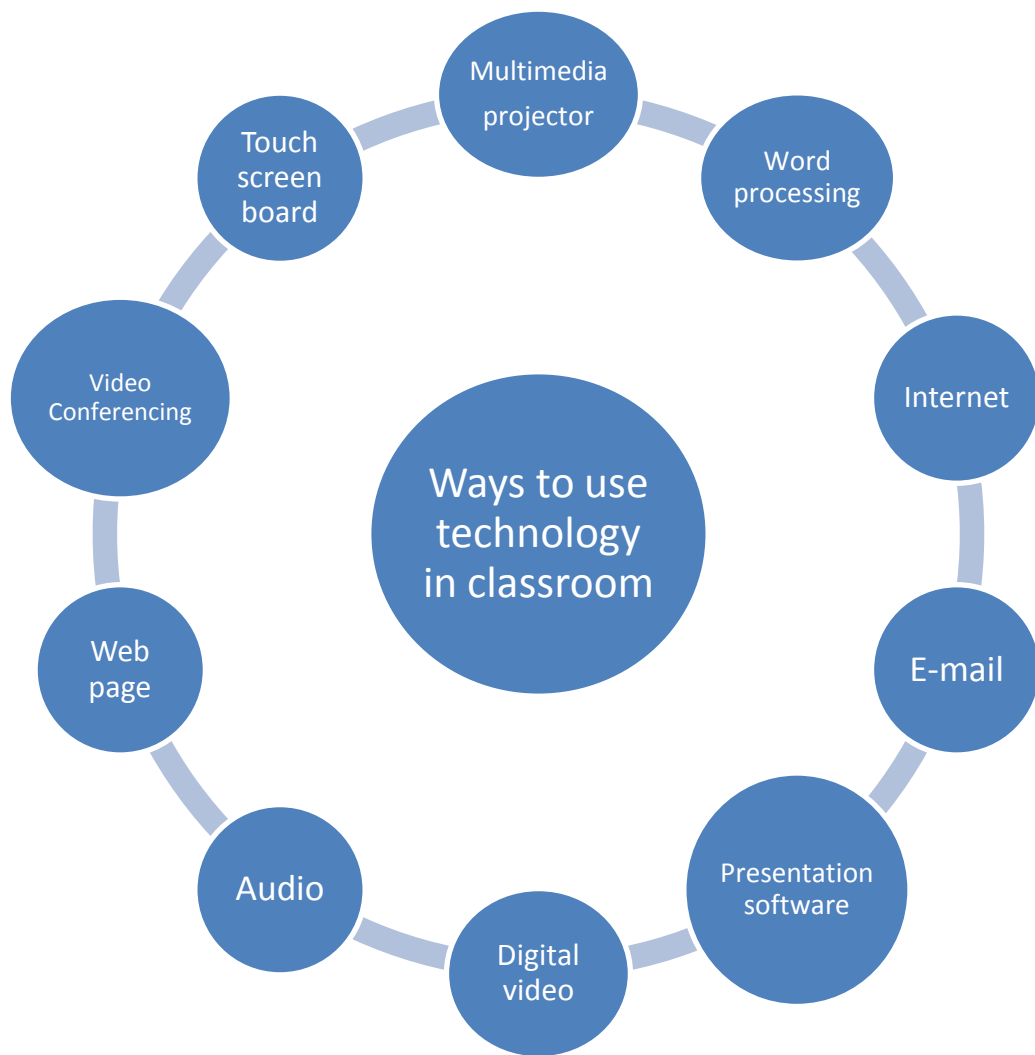 Multimedia
projector
Word
processing
Internet
E-mail
Presentation
software
Digital
video
Audio
Web
page
Video
Conferencing
Touch
screen
board
Ways to use
technology
in classroom